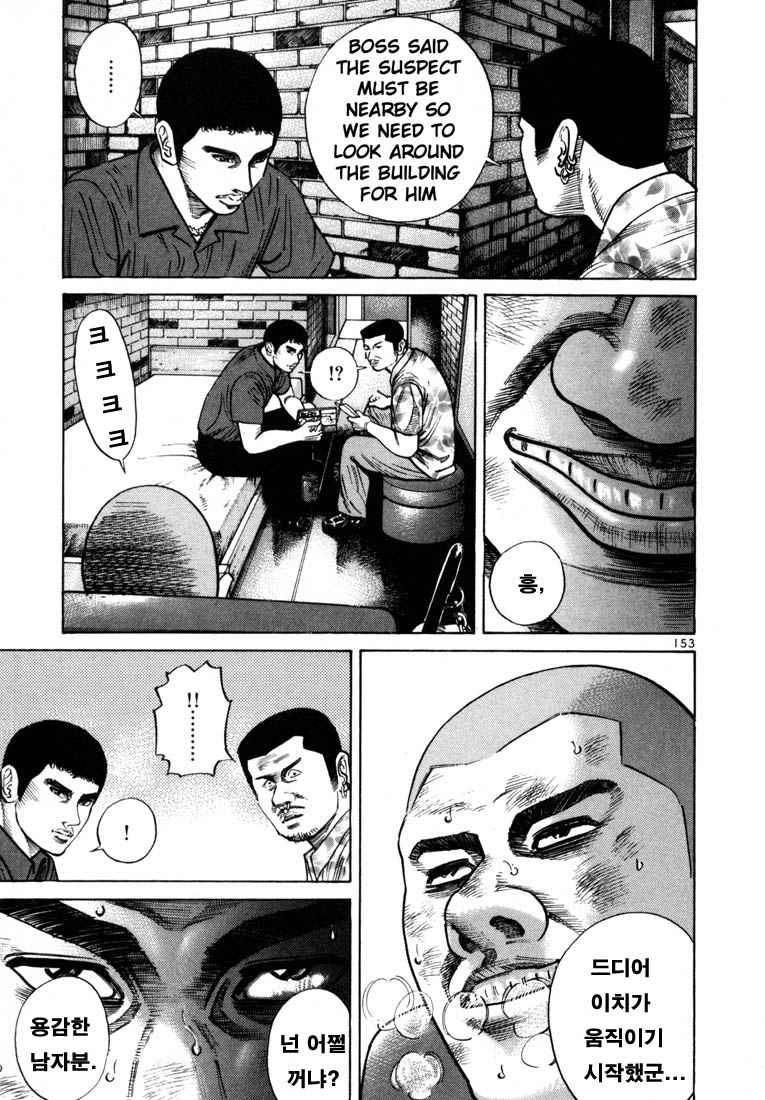 BOSS SAID
THE SUSPECT
MUST BE
NEARBY SO
WE NEED TO
LOOK AROUND
THE BUILDING
FOR HIM
......
흥,
!?
크
크
크
크
153
드디어
이치가
움직이기
시작했군...
!!......
!
넌 어쩔
꺼냐?
용감한
남자분.